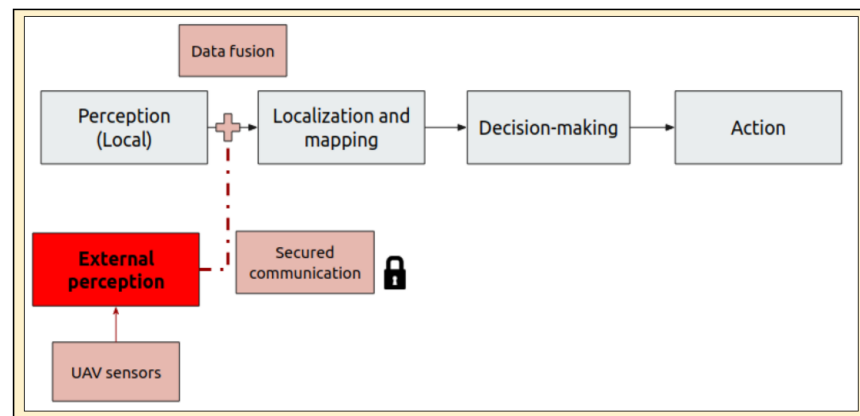 Data fusion
Perception
(Local)
Localization and
mapping
Decision-making
Action
External
perception
Secured
communication
UAV sensors